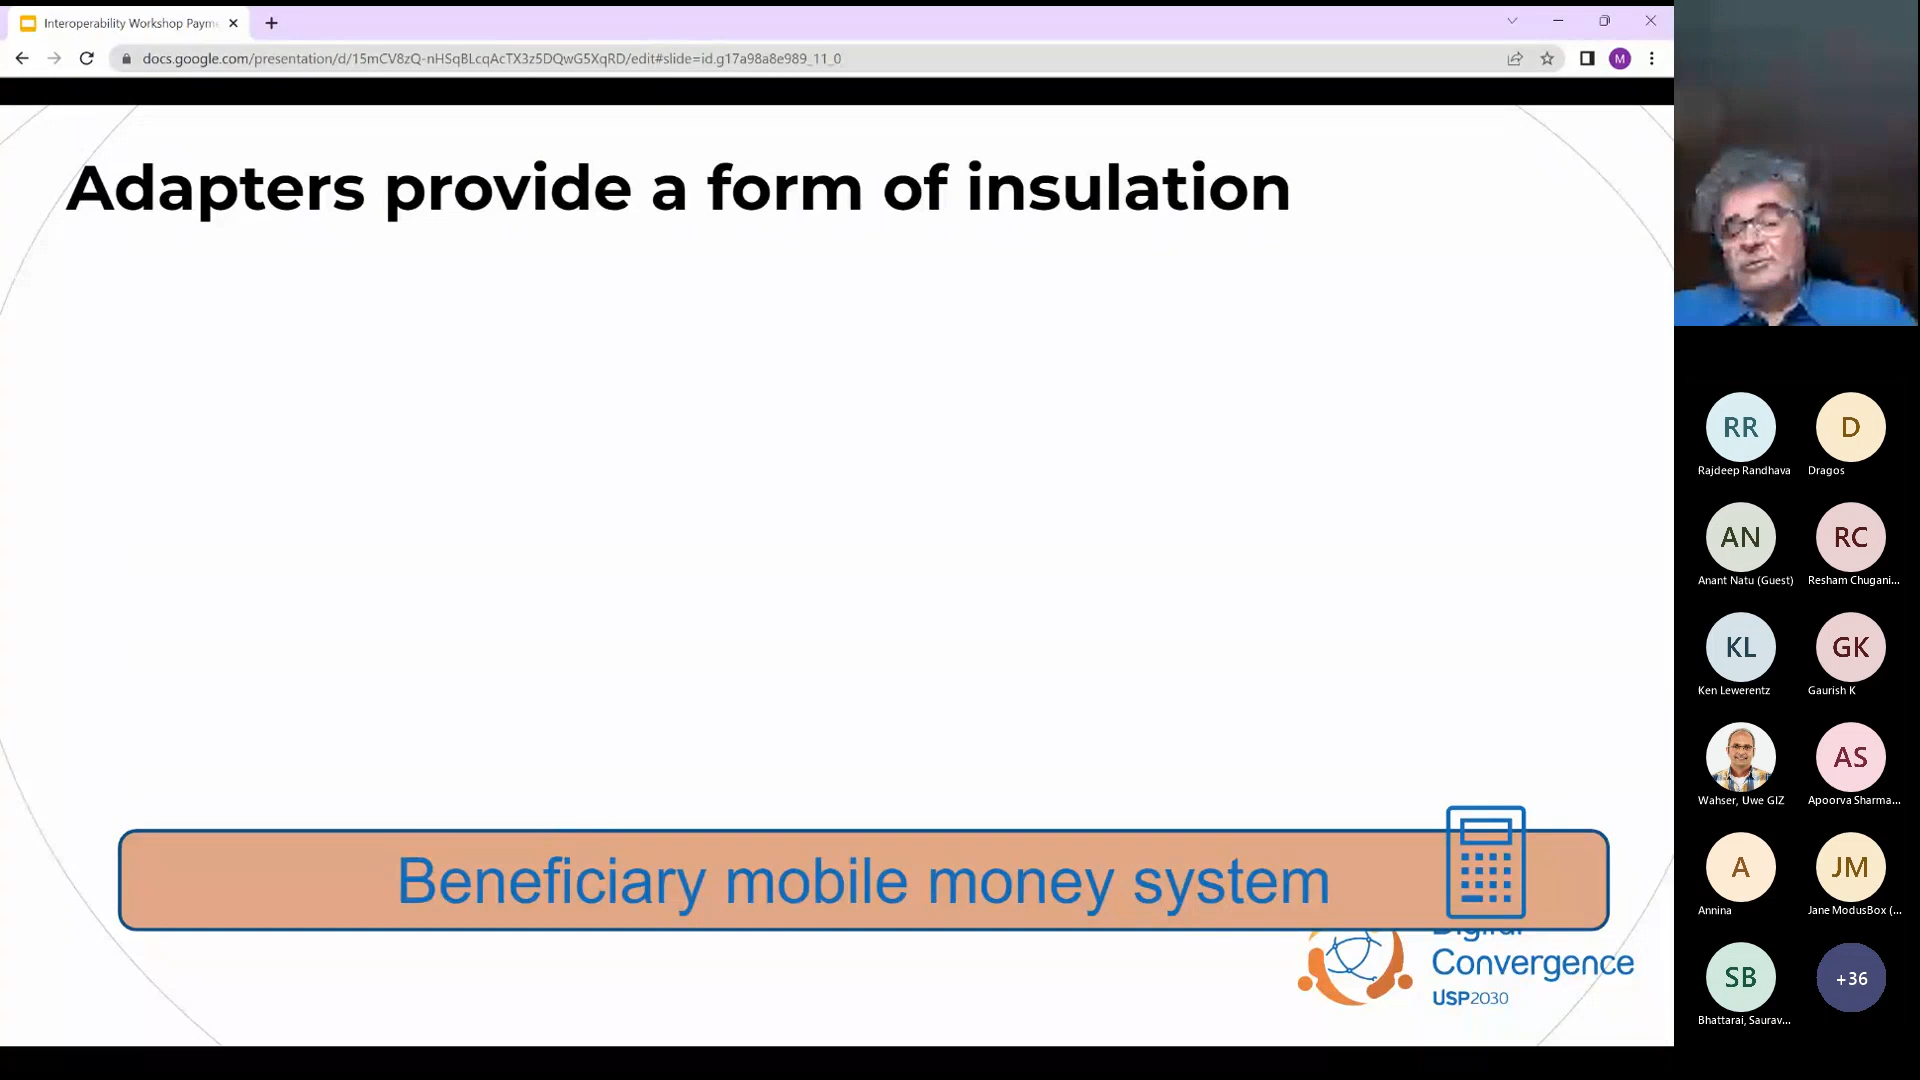 Interoperability Workshop Payme
docs.google.com/presentation/d/15mCV8zQ-nHSqBLcqAcTX3z5DQwG5XqRD/edit#slide=id.g17a98a8e989_11_0
M
Adapters provide a form of insulation
Beneficiary mobile money system
Digital
Convergence
USP2030
RR
Rajdeep Randhava
D
Dragos
AN
Anant Natu (Guest)
RC
Resham Chugani...
KL
Ken Lewerentz
GK
Gaurish K
Wahser, Uwe GIZ
AS
Apoorva Sharma...
A
Annina
JM
Jane ModusBox (...
SB
Bhattarai, Saurav...
+36